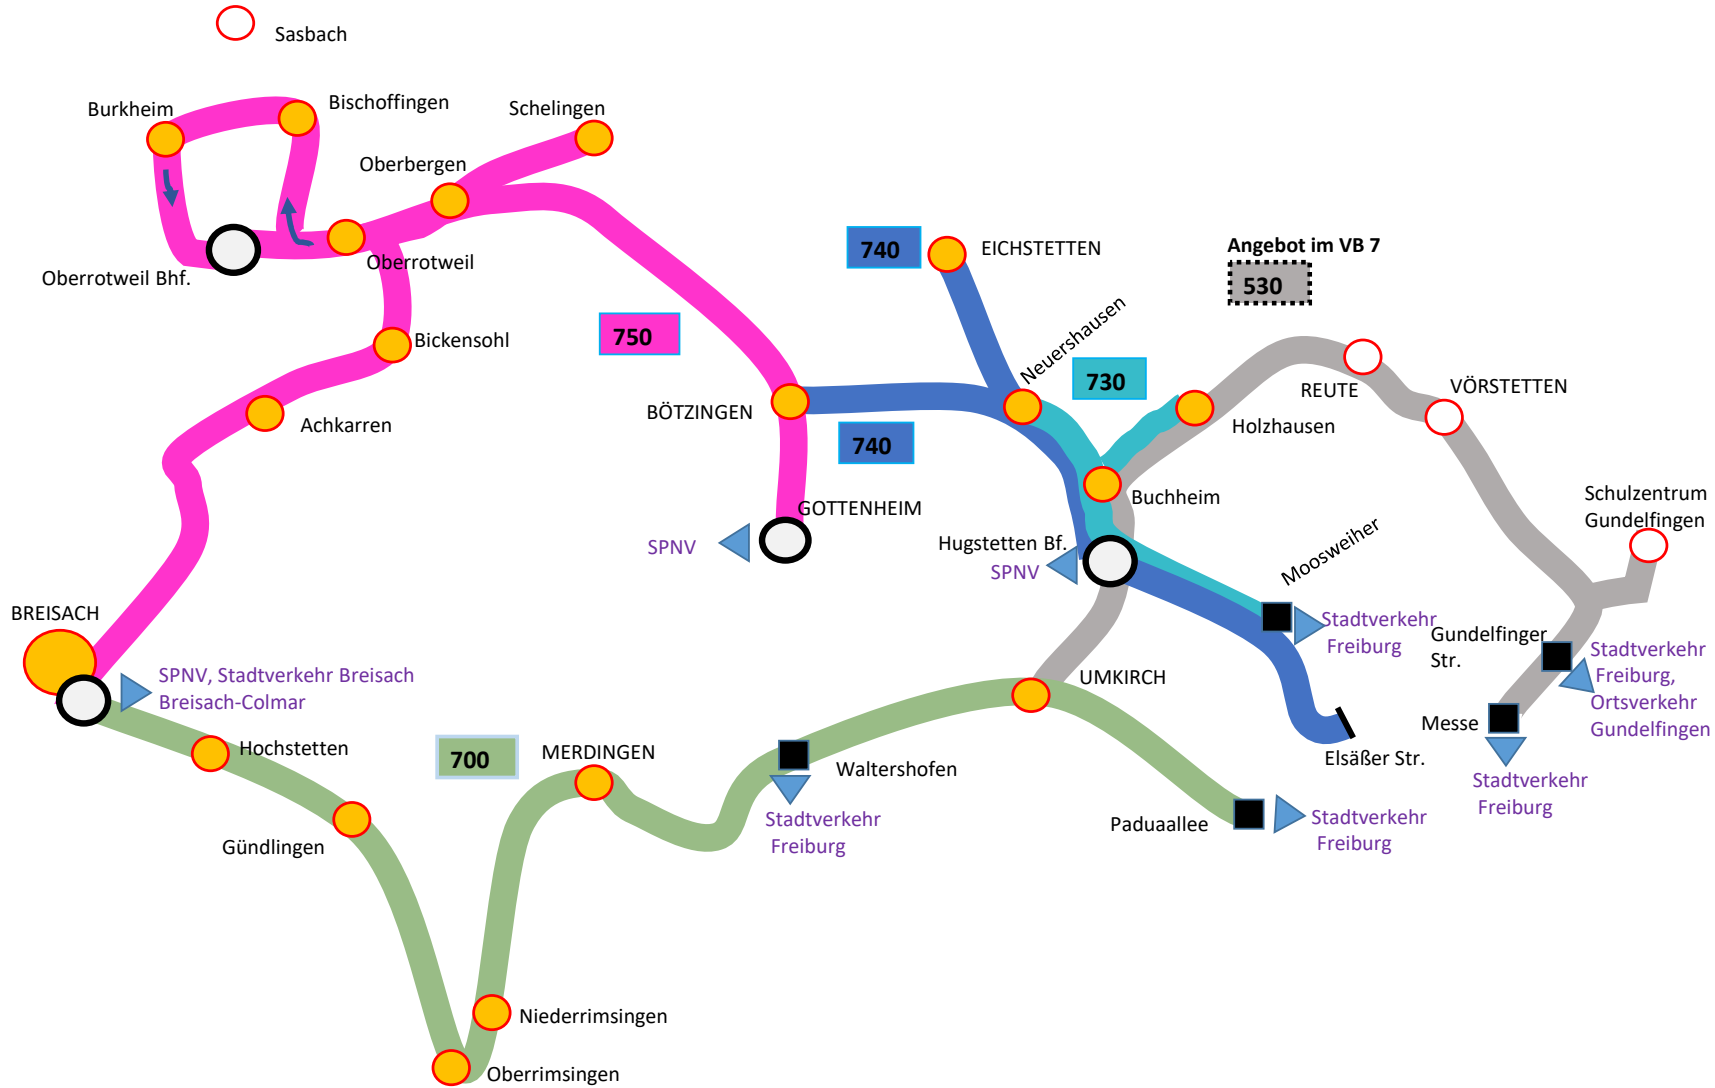 Sasbach
Burkheim
Bischoffingen
Schelingen
Oberbergen
Oberrotweil Bhf.
Oberrotweil
740
EICHSTETTEN
Angebot im VB 7
530
750
Bickensohl
Neuershausen
730
REUTE
VÖRSTETTEN
BÖTZINGEN
Achkarren
740
Holzhausen
Buchheim
Schulzentrum
Gundelfingen
GOTTENHEIM
SPNV
Hugstetten Bf.
SPNV
Moosweiher
BREISACH
Stadtverkehr
Freiburg
Gundelfinger
Str.
Stadtverkehr
Freiburg,
Ortsverkehr
Gundelfingen
SPNV, Stadtverkehr Breisach
Breisach-Colmar
UMKIRCH
Messe
Hochstetten
700
MERDINGEN
Waltershofen
Elsäßer Str.
Stadtverkehr
Freiburg
Stadtverkehr
Freiburg
Paduaallee
Stadtverkehr
Freiburg
Gündlingen
Niederrimsingen
Oberrimsingen